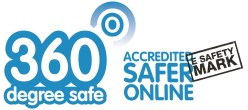 360
degree safe
ACCREDITED
SAFER
ONLINE
E SAFETY
MARK